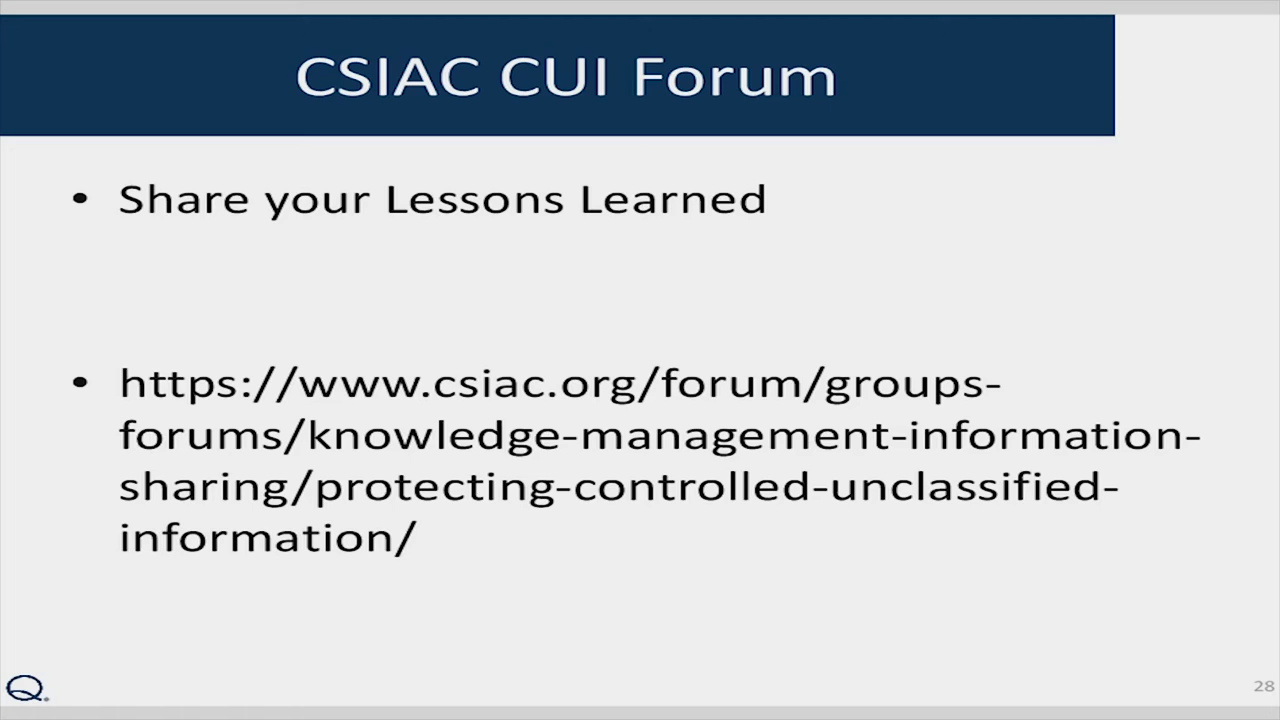 CSIAC CUI Forum
• Share your Lessons Learned
• https://www.csiac.org/forum/groups-
forums/knowledge-management-information-
sharing/protecting-controlled-unclassified-
information/
Q.
28